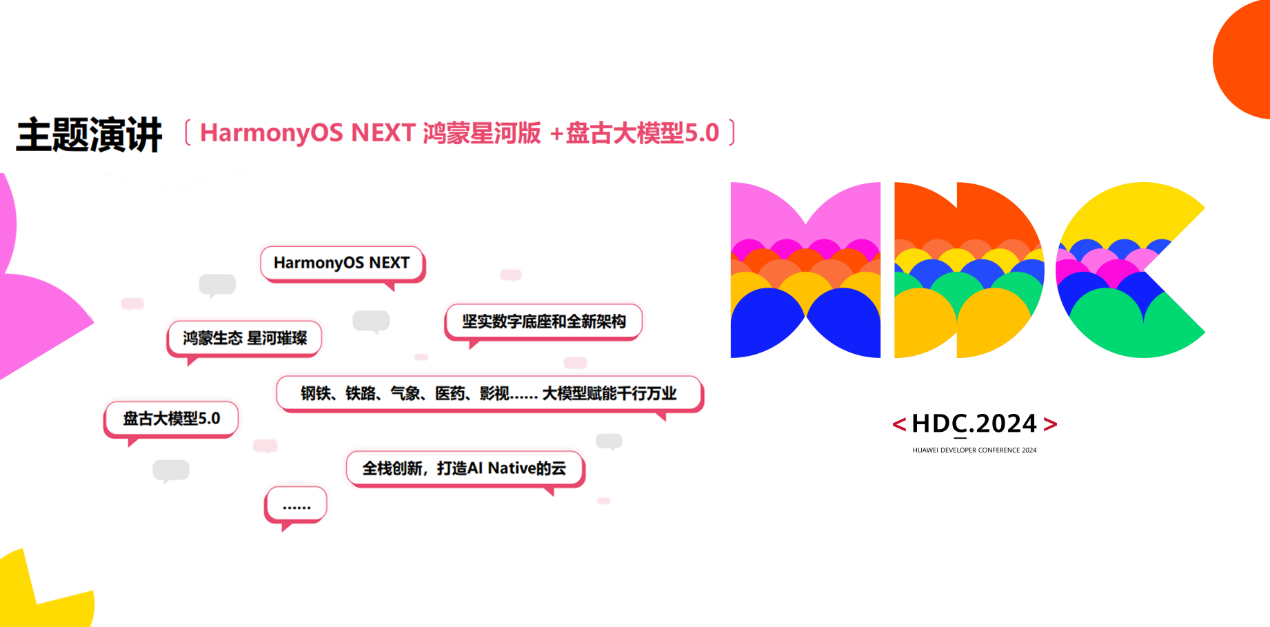 主题演讲 〔 HarmonyOS NEXT 鸿蒙星河版 +盘古大模型5.0 〕
HarmonyOS NEXT
坚实数字底座和全新架构
鸿蒙生态 星河璀璨
钢铁、铁路、气象、医药、影视...... 大模型赋能千行万业
盘古大模型5.0
全栈创新，打造AI Native的云
......
HDC
<HDC.2024>
HUAWEI DEVELOPER CONFERENCE 2024